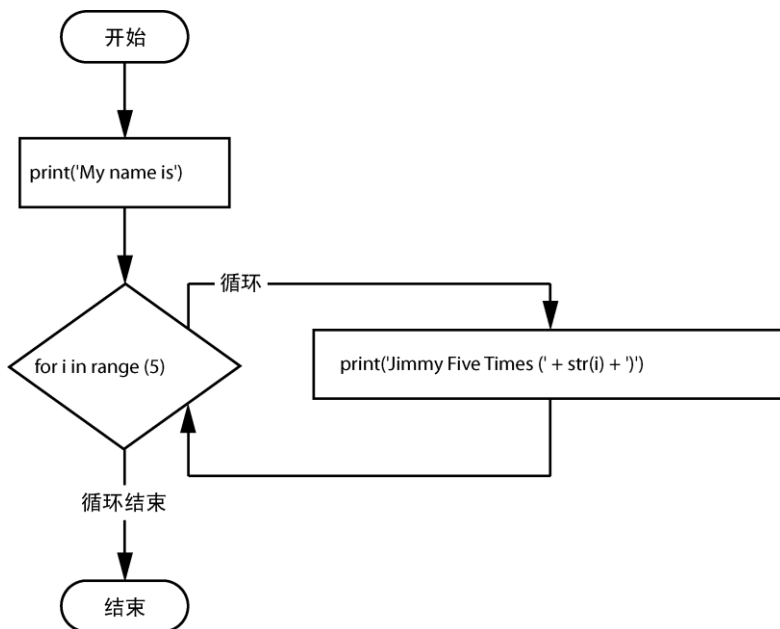 开始
print('My name is')
循环
for i in range (5)
print('Jimmy Five Times (' + str(i) + ')')
循环结束
结束